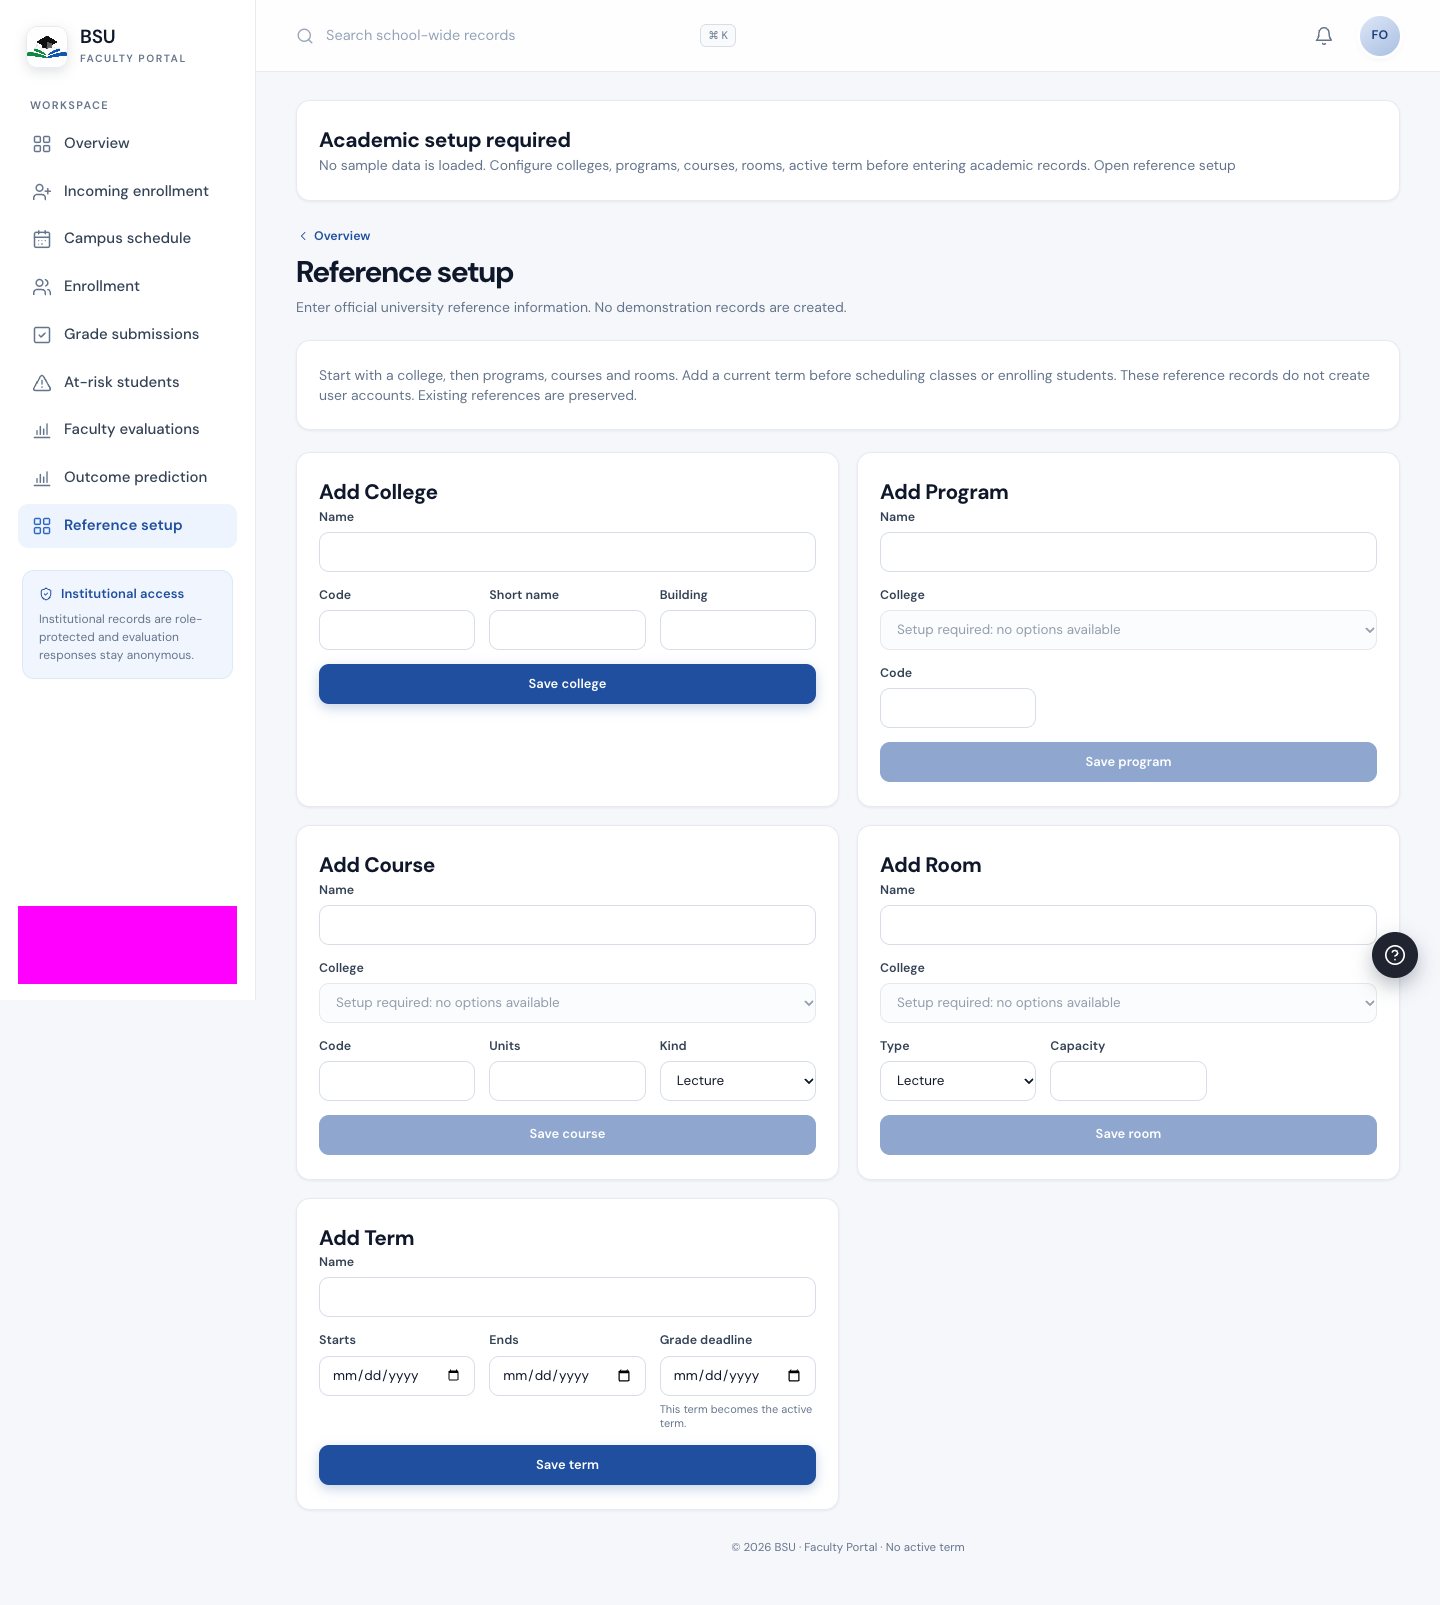 BSU
FACULTY PORTAL
WORKSPACE
Overview
Incoming enrollment
Campus schedule
Enrollment
Grade submissions
At-risk students
Faculty evaluations
Outcome prediction
Reference setup
Institutional access
Institutional records are role-
protected and evaluation
responses stay anonymous.
Search school-wide records
⌘ K
FO
Academic setup required
No sample data is loaded. Configure colleges, programs, courses, rooms, active term before entering academic records. Open reference setup
Overview
Reference setup
Enter official university reference information. No demonstration records are created.
Start with a college, then programs, courses and rooms. Add a current term before scheduling classes or enrolling students. These reference records do not create
user accounts. Existing references are preserved.
Add College
Name
Code Short name Building
Save college
Add Program
Name
College
Setup required: no options available
Code
Save program
Add Course
Name
College
Setup required: no options available
Code Units Kind
Lecture
Save course
Add Room
Name
College
Setup required: no options available
Type Capacity
Lecture
Save room
Add Term
Name
Starts Ends Grade deadline
mm/dd/yyyy mm/dd/yyyy mm/dd/yyyy
This term becomes the active
term.
Save term
© 2026 BSU · Faculty Portal · No active term